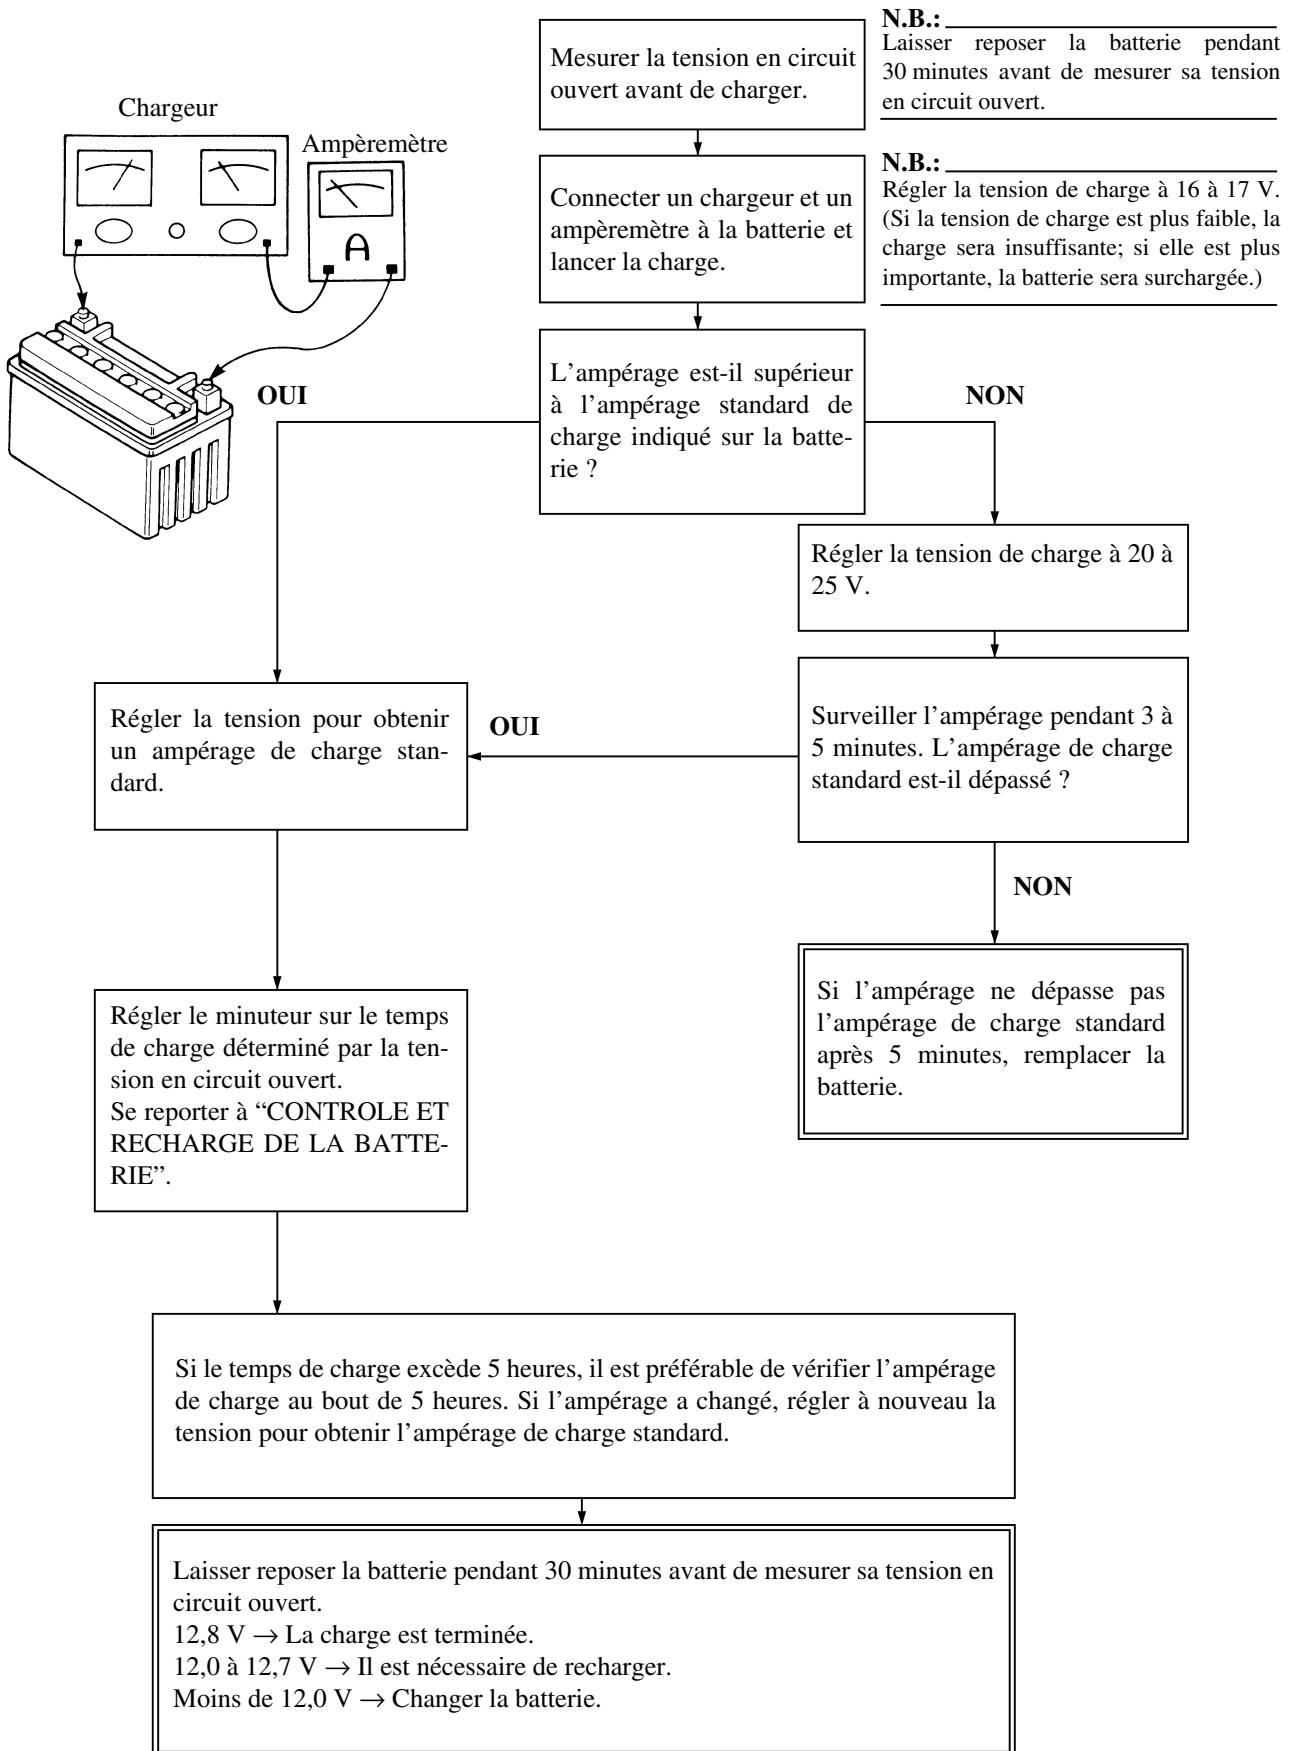 Mesurer la tension en circuit
ouvert avant de charger.
N.B.:
Laisser reposer la batterie pendant
30 minutes avant de mesurer sa tension
en circuit ouvert.
Chargeur
Ampèremètre
A
Connecter un chargeur et un
ampèremètre à la batterie et
lancer la charge.
N.B.:
Régler la tension de charge à 16 à 17 V.
(Si la tension de charge est plus faible, la
charge sera insuffisante; si elle est plus
importante, la batterie sera surchargée.)
L’ampérage est-il supérieur
à l’ampérage standard de
charge indiqué sur la batte-
rie ?
OUI
NON
Régler la tension de charge à 20 à
25 V.
Régler la tension pour obtenir
un ampérage de charge stan-
dard.
OUI
Surveiller l’ampérage pendant 3 à
5 minutes. L’ampérage de charge
standard est-il dépassé ?
NON
Si l’ampérage ne dépasse pas
l’ampérage de charge standard
après 5 minutes, remplacer la
batterie.
Régler le minuteur sur le temps
de charge déterminé par la ten-
sion en circuit ouvert.
Se reporter à “CONTROLE ET
RECHARGE DE LA BATTE-
RIE”.
Si le temps de charge excède 5 heures, il est préférable de vérifier l’ampérage
de charge au bout de 5 heures. Si l’ampérage a changé, régler à nouveau la
tension pour obtenir l’ampérage de charge standard.
Laisser reposer la batterie pendant 30 minutes avant de mesurer sa tension en
circuit ouvert.
12,8 V → La charge est terminée.
12,0 à 12,7 V → Il est nécessaire de recharger.
Moins de 12,0 V → Changer la batterie.